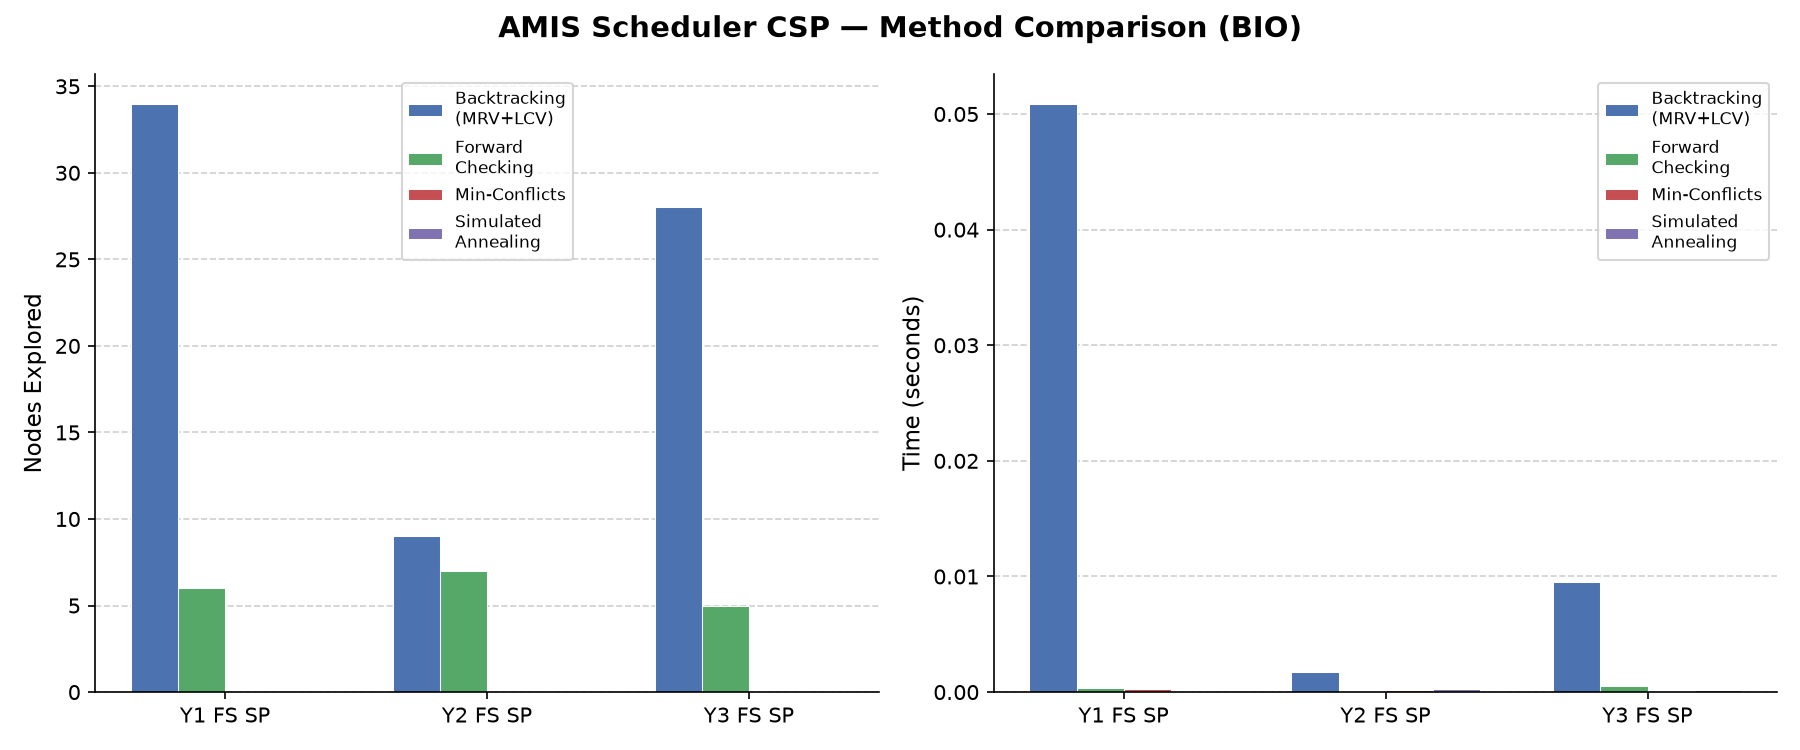 AMIS Scheduler CSP — Method Comparison (BIO)
Nodes Explored
35
30
25
20
15
10
5
0
Backtracking
(MRV+LCV)
Forward
Checking
Min-Conflicts
Simulated
Annealing
Y1 FS SP
Y2 FS SP
Y3 FS SP
Time (seconds)
0.05
0.04
0.03
0.02
0.01
0.00
Backtracking
(MRV+LCV)
Forward
Checking
Min-Conflicts
Simulated
Annealing
Y1 FS SP
Y2 FS SP
Y3 FS SP